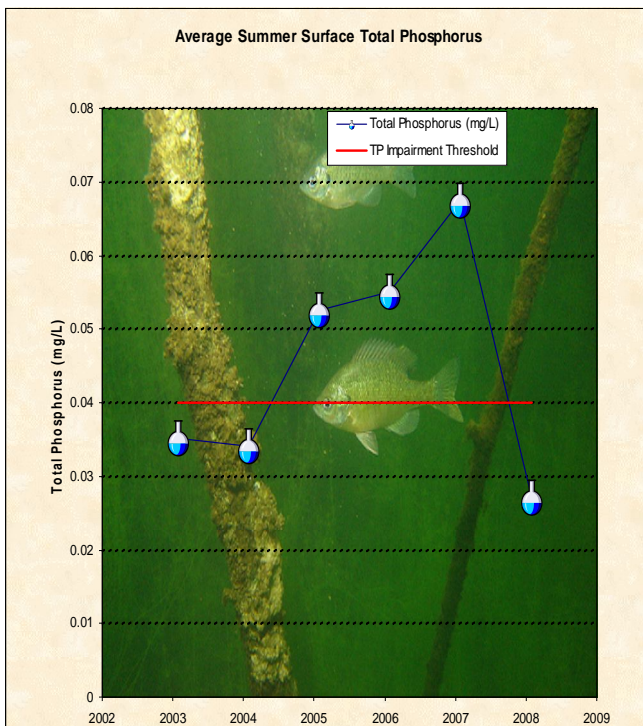 Average Summer Surface Total Phosphorus
Total Phosphorus (mg/L)
TP Impairment Threshold
0.08
0.07
0.06
0.05
0.04
0.03
0.02
0.01
0
Total Phosphorus (mg/L)
2002 2003 2004 2005 2006 2007 2008 2009